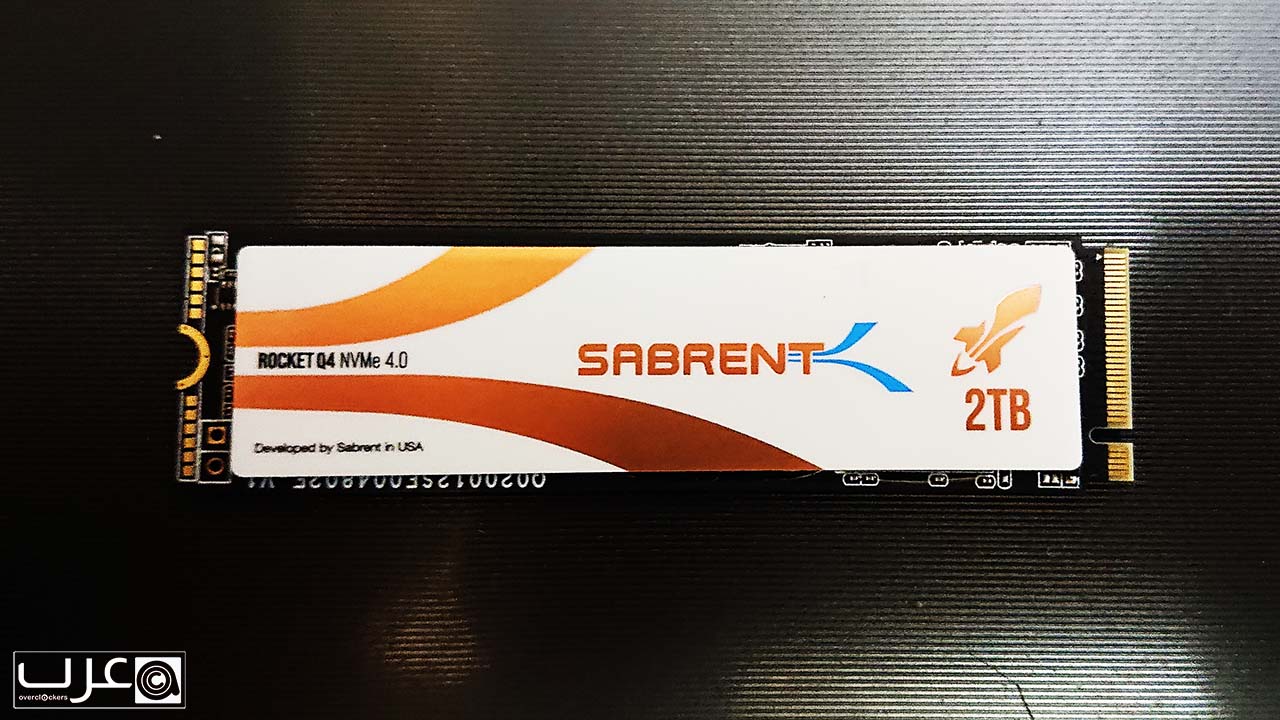 ROCKET Q4 NVMe 4.0
SABRENT
2TB
Developed by Sabrent in USA
عرب
overclockers